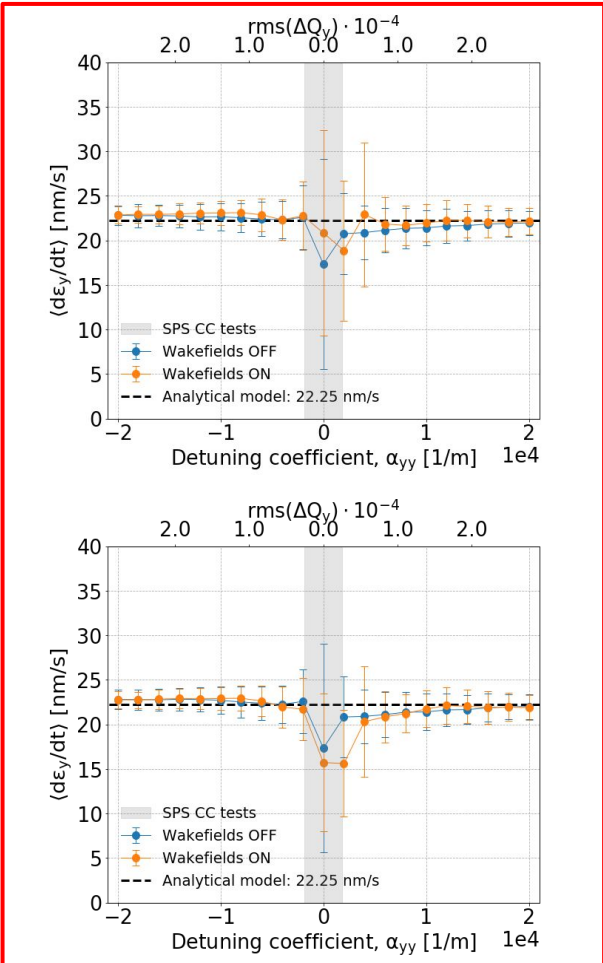 rms(ΔQy) · 10−4
2.0 1.0 0.0 1.0 2.0
40
35
30
25
20
15
10
5
0
⟨dεy/dt⟩ [nm/s]
SPS CC tests
Wakefields OFF
Wakefields ON
Analytical model: 22.25 nm/s
−2 −1 0 1 2
Detuning coefficient, αyy [1/m] 1e4
rms(ΔQy) · 10−4
2.0 1.0 0.0 1.0 2.0
40
35
30
25
20
15
10
5
0
⟨dεy/dt⟩ [nm/s]
SPS CC tests
Wakefields OFF
Wakefields ON
Analytical model: 22.25 nm/s
−2 −1 0 1 2
Detuning coefficient, αyy [1/m] 1e4